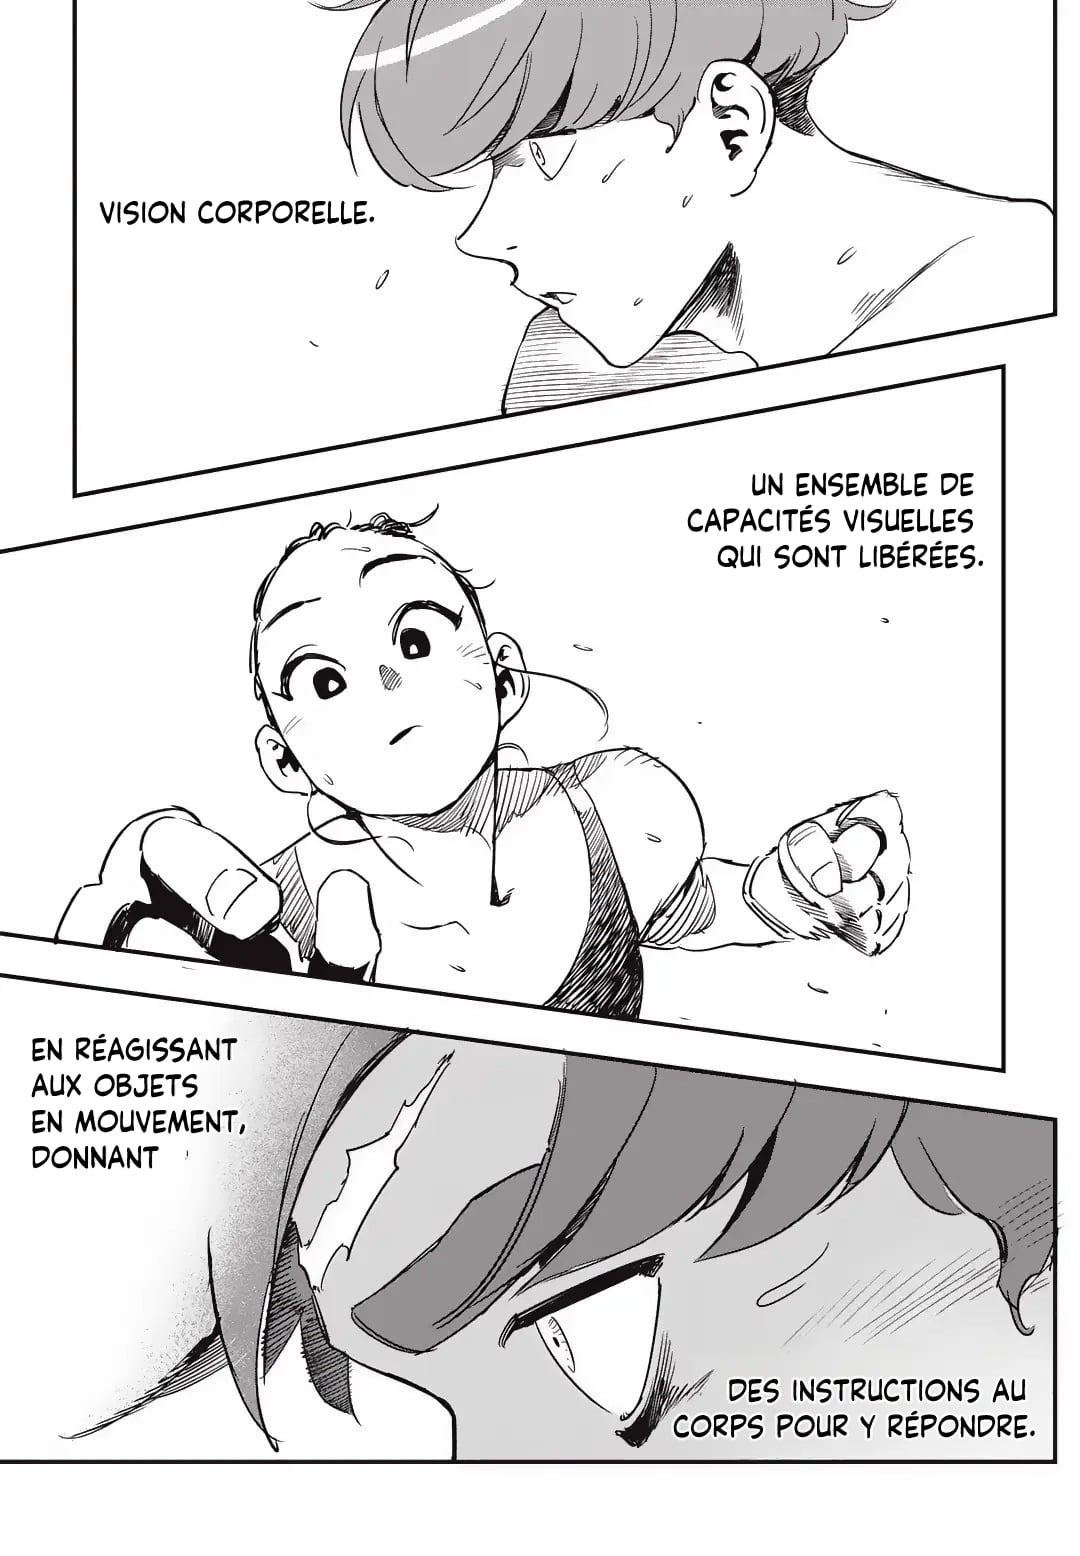 VISION CORPORELLE.
UN ENSEMBLE DE
CAPACITÉS VISUELLES
QUI SONT LIBÉRÉES.
EN RÉAGISSANT
AUX OBJETS
EN MOUVEMENT,
DONNANT
DES INSTRUCTIONS AU
CORPS POUR Y RÉPONDRE.